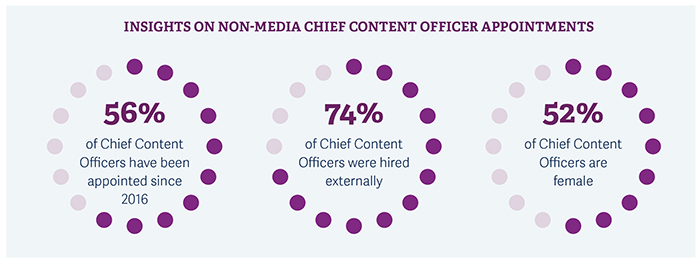 INSIGHTS ON NON-MEDIA CHIEF CONTENT OFFICER APPOINTMENTS
56%
of Chief Content
Officers have been
appointed since
2016
74%
of Chief Content
Officers were hired
externally
52%
of Chief Content
Officers are
female